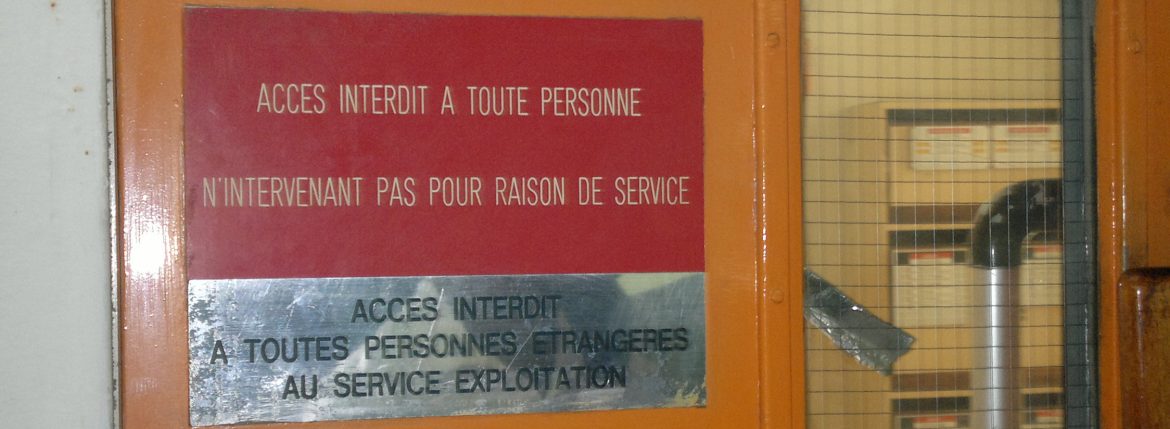 ACCES INTERDIT A TOUTE PERSONNE
N'INTERVENANT PAS POUR RAISON DE SERVICE
ACCES INTERDIT
A TOUTES PERSONNES ETRANGERES
AU SERVICE EXPLOITATION